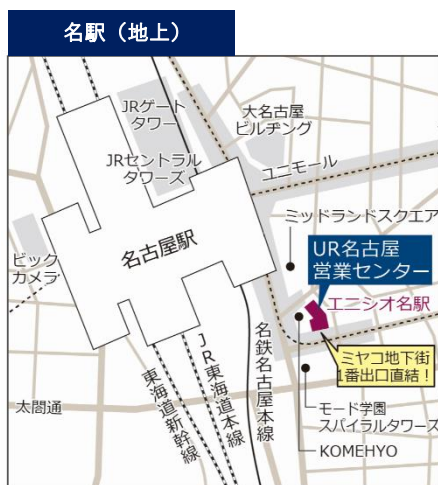 名駅（地上）
JRゲート
タワー
大名古屋
ビルヂング
JRセントラル
タワーズ
ユニモール
ミッドランドスクエア
名古屋駅
UR名古屋
営業センター
ビック
カメラ
エニシオ名駅
ミヤコ地下街
1番出口直結！
名鉄名古屋本線
JR東海道本線
東海道新幹線
太閤通
モード学園
スパイラルタワーズ
KOMEHYO